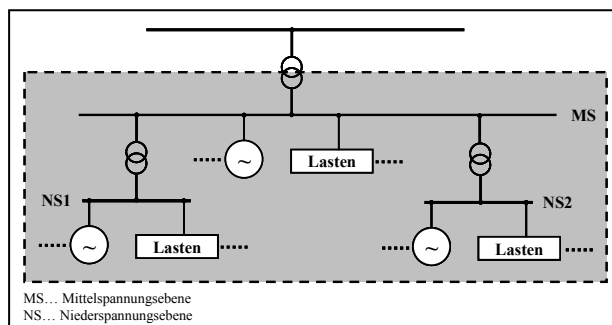 MS
Lasten
NS1
NS2
Lasten
Lasten
MS… Mittelspannungsebene
NS… Niederspannungsebene